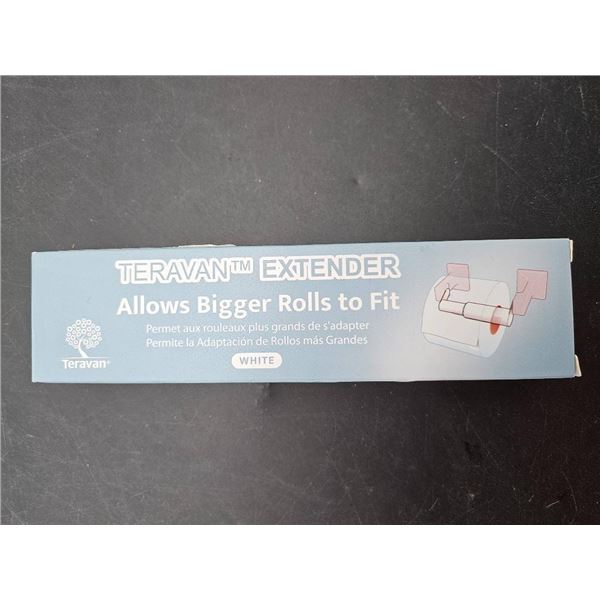 TERAVAN™ EXTENDER
Allows Bigger Rolls to Fit
Permet aux rouleaux plus grands de s'adapter
Permite la Adaptación de Rollos más Grandes
WHITE
Teravan®